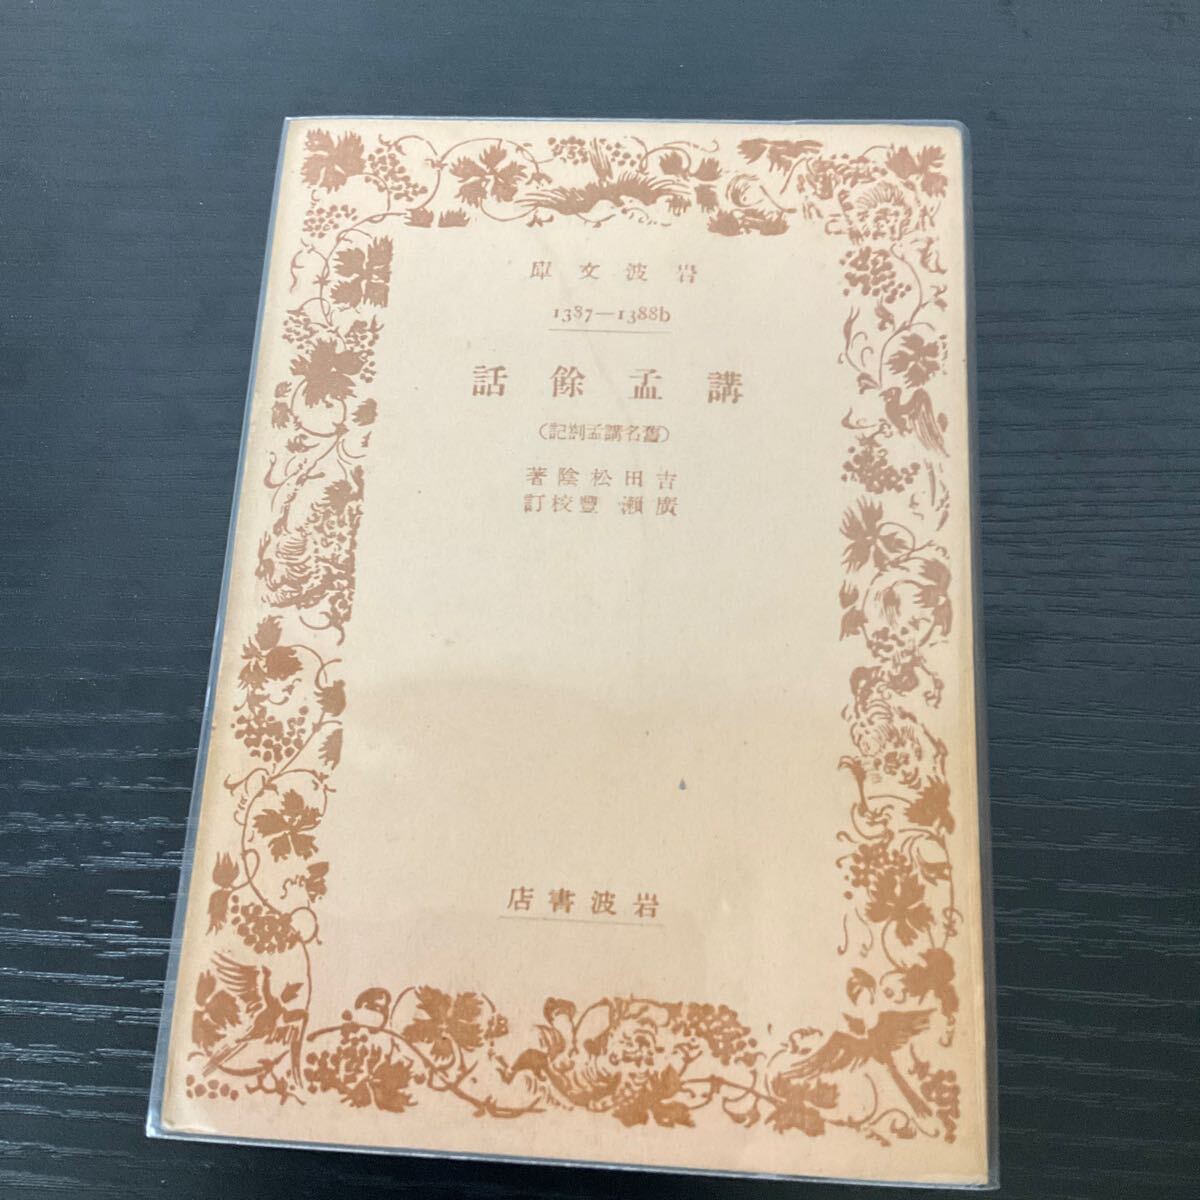 岩波文庫
1387—1388b
講孟餘話
(舊名講孟劄記)
吉田松陰著
廣瀬豐校訂
岩波書店